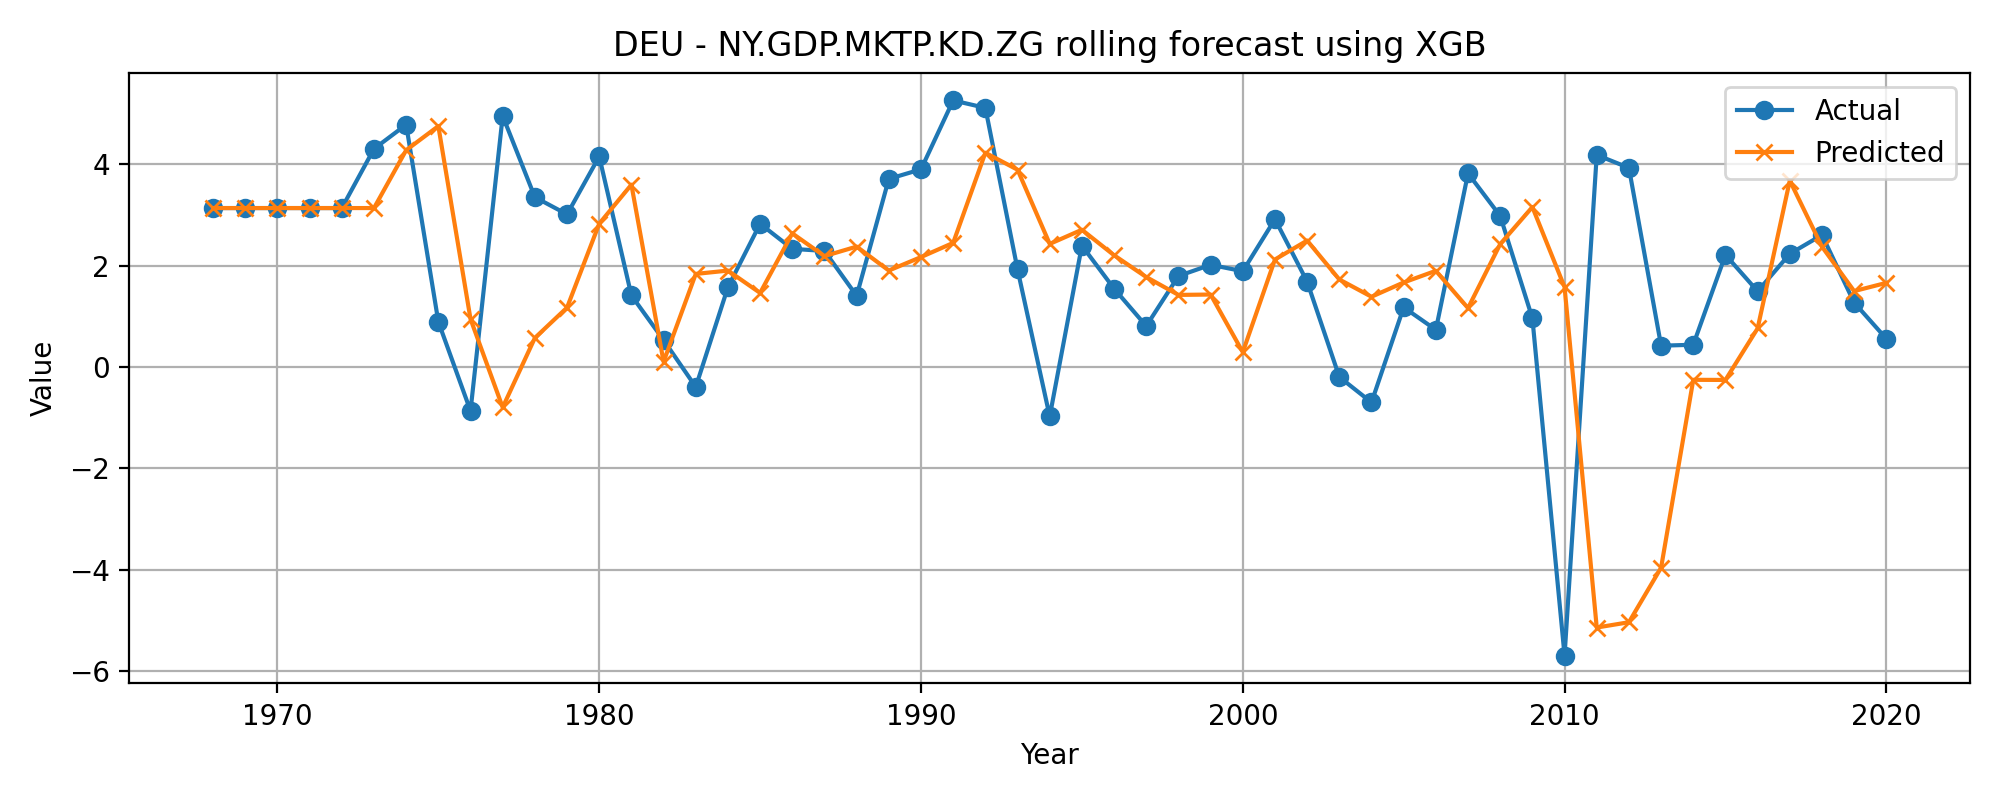 DEU - NY.GDP.MKTP.KD.ZG rolling forecast using XGB
Actual
Predicted
4
2
0
−2
−4
−6
Value
1970 1980 1990 2000 2010 2020
Year